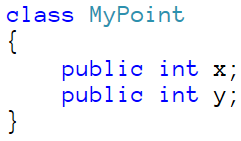 class MyPoint
{
    public int x;
    public int y;
}